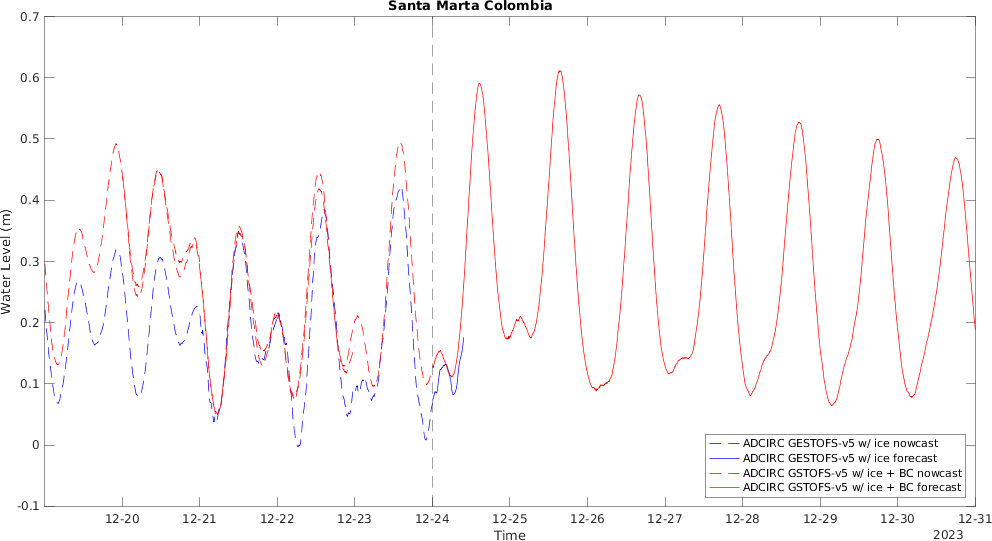 Santa Marta Colombia
0.7
0.6
0.5
0.4
0.3
0.2
0.1
0
-0.1
Water Level (m)
12-20 12-21 12-22 12-23 12-24 12-25 12-26 12-27 12-28 12-29 12-30 12-31
Time
2023
ADCIRC GESTOFS-v5 w/ ice nowcast
ADCIRC GESTOFS-v5 w/ ice forecast
ADCIRC GSTOFS-v5 w/ ice + BC nowcast
ADCIRC GSTOFS-v5 w/ ice + BC forecast